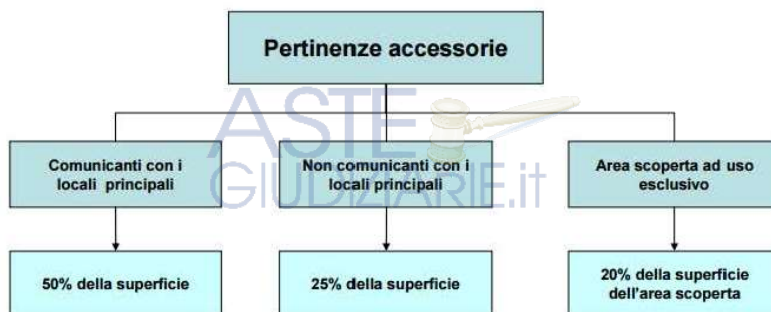 Pertinenze accessorie
ASTE
GIUDIZIARIE.it
Comunicanti con i
locali principali
Non comunicanti con i
locali principali
Area scoperta ad uso
esclusivo
50% della superficie
25% della superficie
20% della superficie
dell'area scoperta